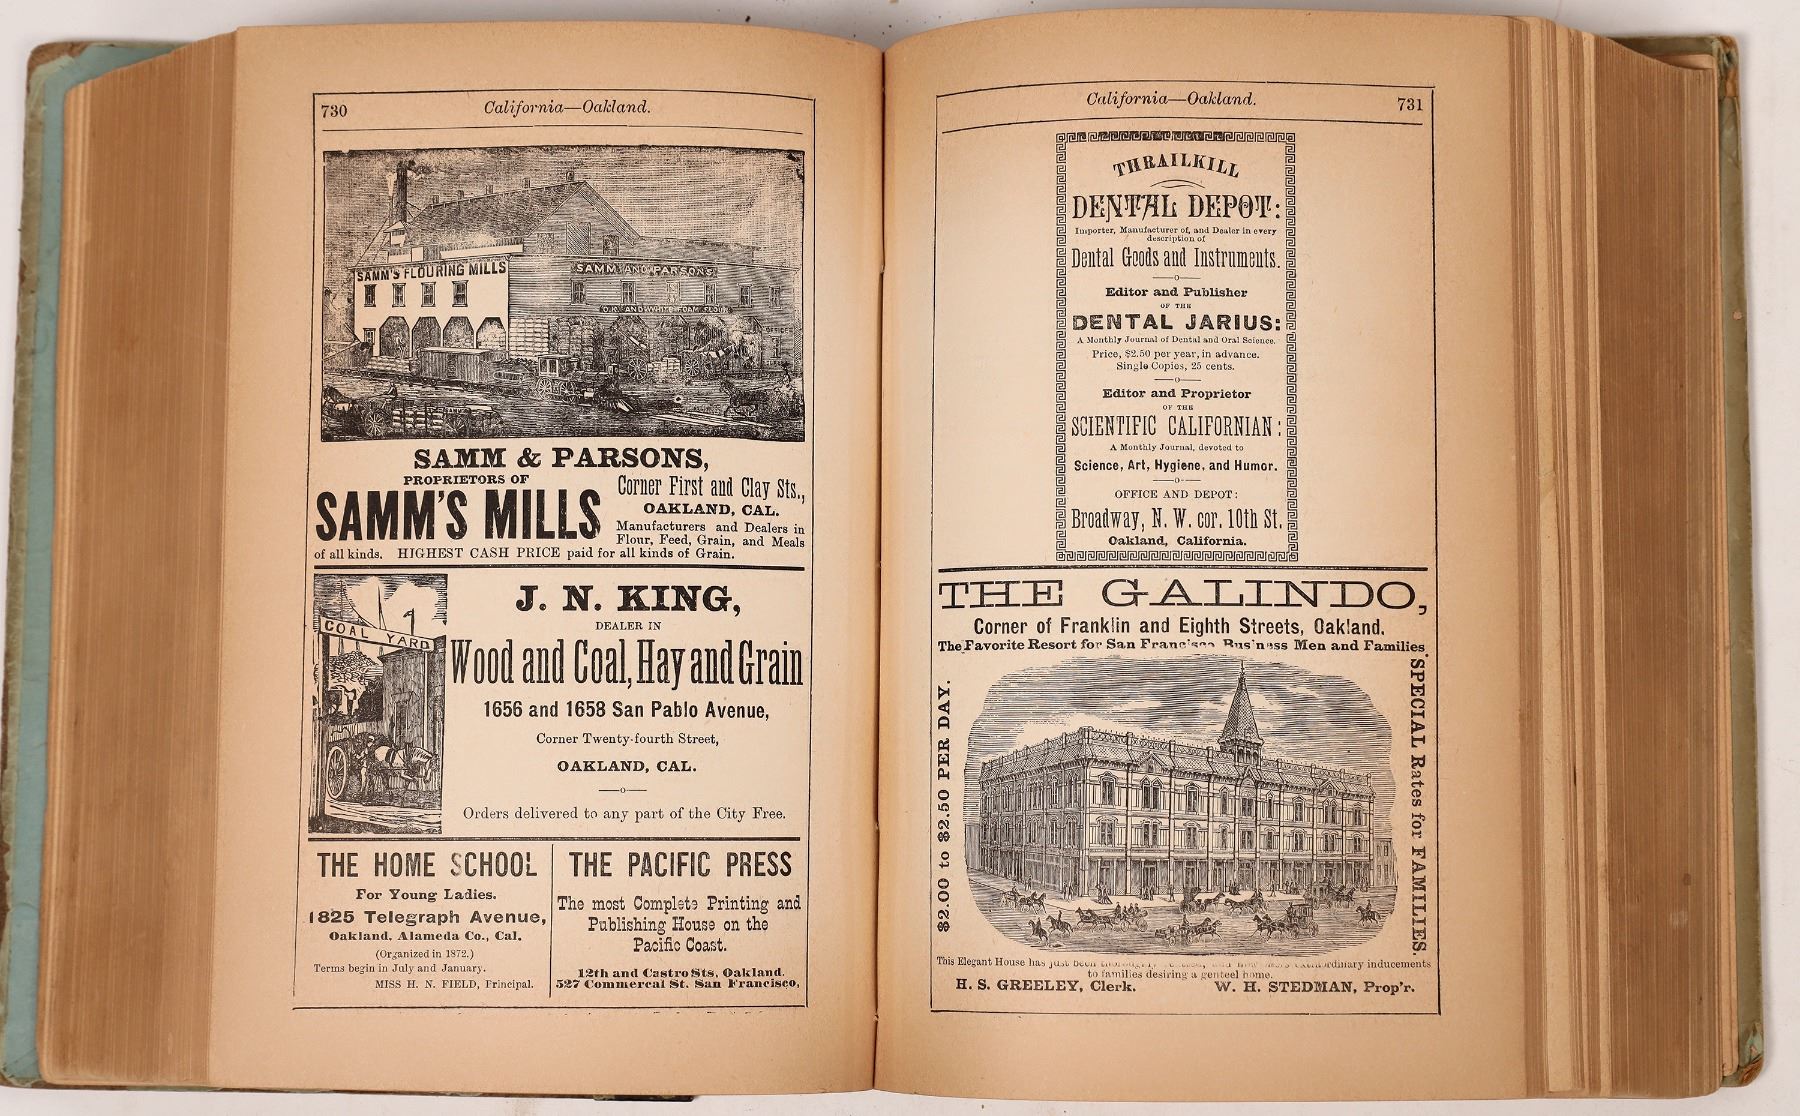 730
California—Oakland.
SAMM'S FLOURING MILLS
SAMM AND PARSONS
OFFICE
SAMM & PARSONS,
PROPRIETORS OF
SAMM'S MILLS
Corner First and Clay Sts.,
OAKLAND, CAL.
Manufacturers and Dealers in
Flour, Feed, Grain, and Meals
of all kinds. HIGHEST CASH PRICE paid for all kinds of Grain.
COAL YARD
J. N. KING,
DEALER IN
Wood and Coal, Hay and Grain
1656 and 1658 San Pablo Avenue,
Corner Twenty-fourth Street,
OAKLAND, CAL.
Orders delivered to any part of the City Free.
THE HOME SCHOOL
For Young Ladies.
1825 Telegraph Avenue,
Oakland, Alameda Co., Cal.
(Organized in 1872.)
Terms begin in July and January.
MISS H. N. FIELD, Principal.
THE PACIFIC PRESS
The most Complete Printing and
Publishing House on the
Pacific Coast.
12th and Castro Sts, Oakland.
527 Commercal St. San Francisco,
California—Oakland.
731
THRAILKILL
DENTAL DEPOT:
Importer, Manufacturer of, and Dealer in every
description of
Dental Goods and Instruments.
Editor and Publisher
OF THE
DENTAL JARIUS:
A Monthly Journal of Dental and Oral Science.
Price, $2.50 per year, in advance.
Single Copies, 25 cents.
Editor and Proprietor
OF THE
SCIENTIFIC CALIFORNIAN:
A Monthly Journal, devoted to
Science, Art, Hygiene, and Humor.
OFFICE AND DEPOT:
Broadway, N. W. cor. 10th St.
Oakland, California.
THE GALINDO,
Corner of Franklin and Eighth Streets, Oakland.
The Favorite Resort for San Francisco Business Men and Families.
$2.00 to $2.50 PER DAY.
SPECIAL Rates for FAMILIES.
This Elegant House has just been extraordinary inducements
to families desiring a genteel home.
H. S. GREELEY, Clerk.
W. H. STEDMAN, Prop'r.